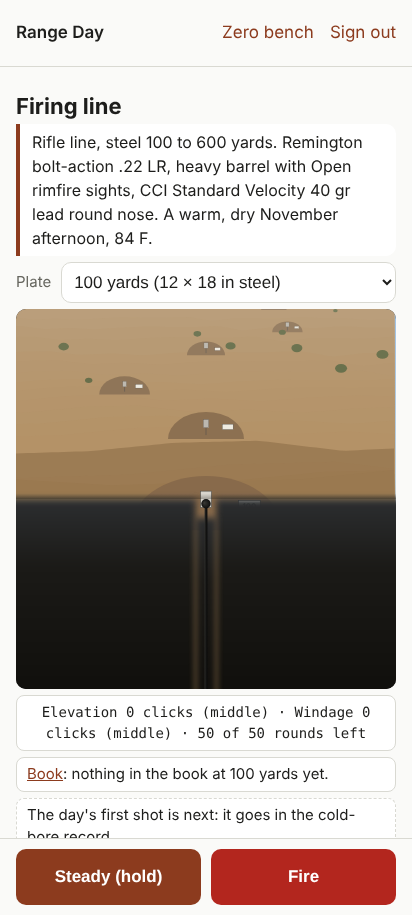 Range Day
Zero bench
Sign out
Firing line
Rifle line, steel 100 to 600 yards. Remington
bolt-action .22 LR, heavy barrel with Open
rimfire sights, CCI Standard Velocity 40 gr
lead round nose. A warm, dry November
afternoon, 84 F.
Plate
100 yards (12 × 18 in steel)
Elevation 0 clicks (middle) · Windage 0
clicks (middle) · 50 of 50 rounds left
Book: nothing in the book at 100 yards yet.
The day's first shot is next: it goes in the cold-
bore record.
Steady (hold)
Fire